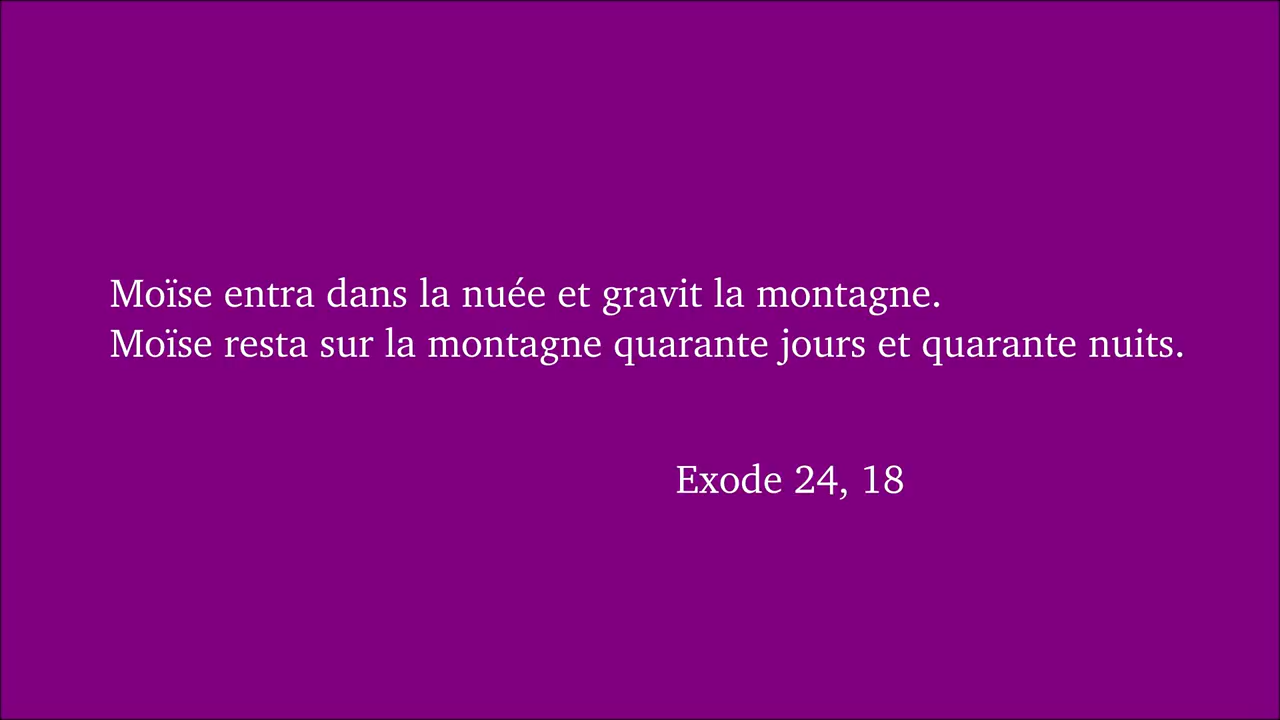 Moïse entra dans la nuée et gravit la montagne.
Moïse resta sur la montagne quarante jours et quarante nuits.
Exode 24, 18